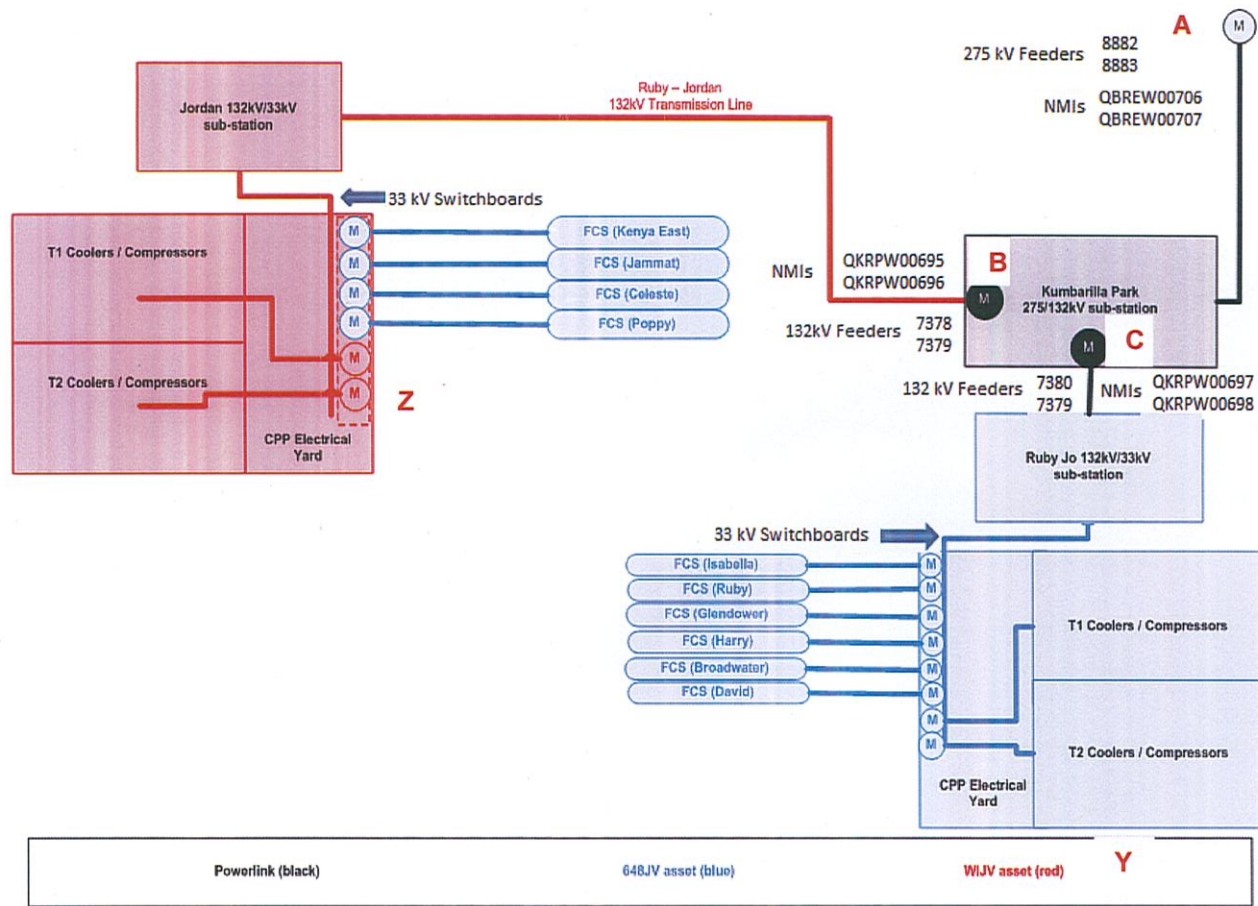 A
M
275 kV Feeders
8882
8883
NMIs
QBREW00706
QBREW00707
Jordan 132kV/33kV
sub-station
Ruby – Jordan
132kV Transmission Line
33 kV Switchboards
T1 Coolers / Compressors
T2 Coolers / Compressors
CPP Electrical
Yard
M
M
M
M
M
M
Z
FCS (Kenya East)
FCS (Jammat)
FCS (Celeste)
FCS (Poppy)
NMIs
QKRPW00695
QKRPW00696
B
M
Kumbarilla Park
275/132kV sub-station
132kV Feeders
7378
7379
M
C
132 kV Feeders
7380
7379
NMIs
QKRPW00697
QKRPW00698
Ruby Jo 132kV/33kV
sub-station
33 kV Switchboards
FCS (Isabella)
FCS (Ruby)
FCS (Glendower)
FCS (Harry)
FCS (Broadwater)
FCS (David)
M
M
M
M
M
M
M
M
T1 Coolers / Compressors
T2 Coolers / Compressors
CPP Electrical
Yard
Powerlink (black)
648JV asset (blue)
WIJV asset (red)
Y